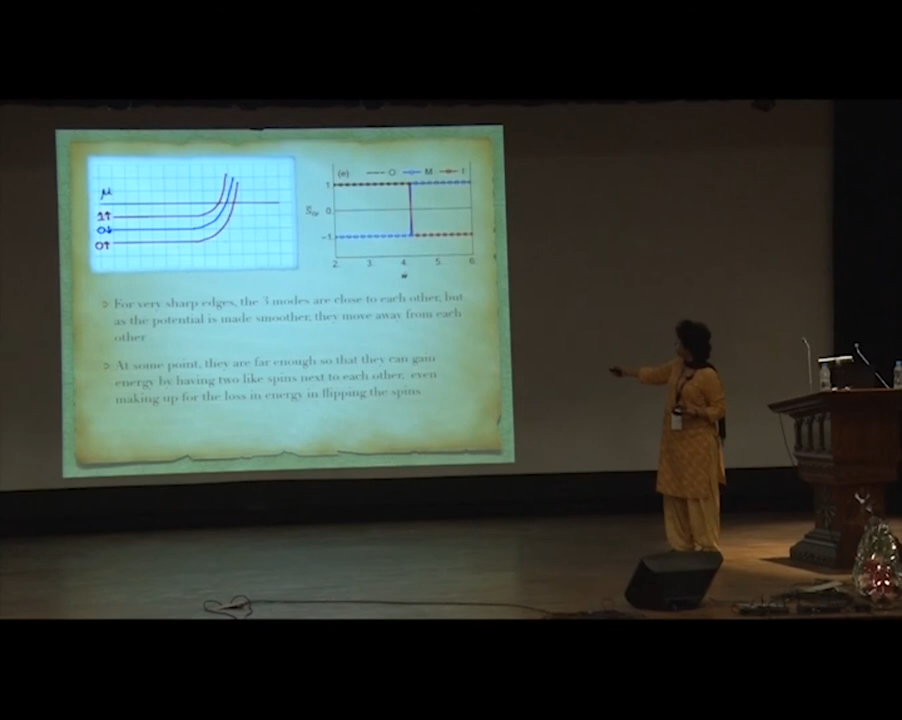 μ
1↑
0↓
0↑
(e) O M I
1
0
-1
2. 3. 4. 5. 6.
For very sharp edges, the 3 modes are close to each other, but
as the potential is made smoother, they move away from each
other
At some point, they are far enough so that they can gain
energy by having two like spins next to each other, even
making up for the loss in energy in flipping the spins